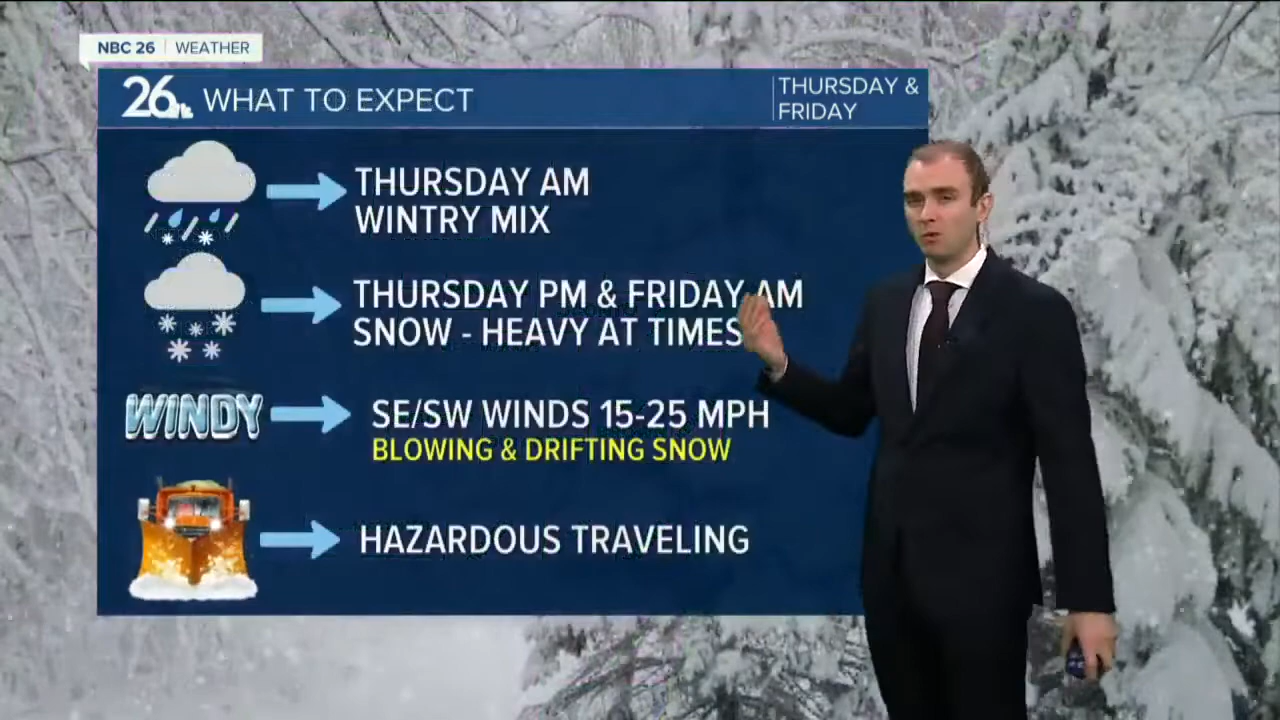 NBC 26 | WEATHER
26 WHAT TO EXPECT
THURSDAY &
FRIDAY
THURSDAY AM
WINTRY MIX
THURSDAY PM & FRIDAY AM
SNOW - HEAVY AT TIMES
WINDY
SE/SW WINDS 15-25 MPH
BLOWING & DRIFTING SNOW
HAZARDOUS TRAVELING